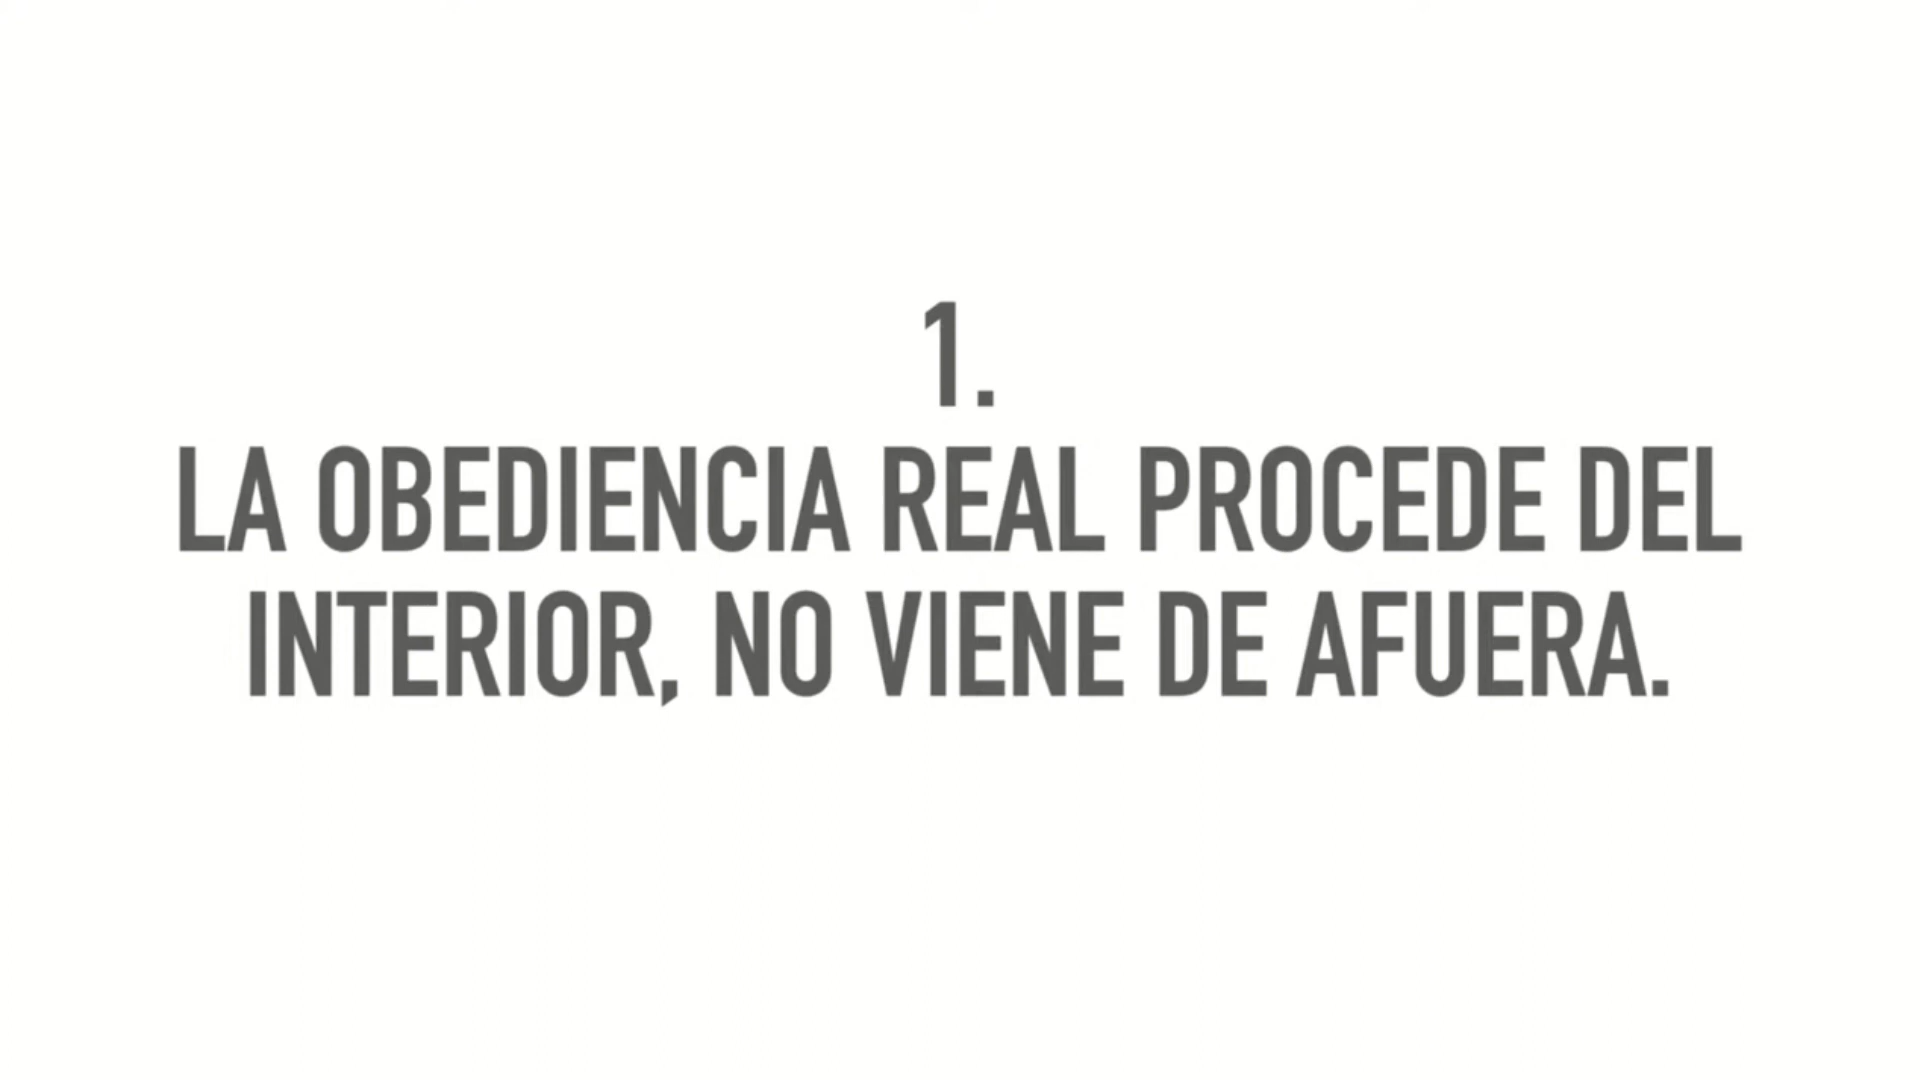 1.
LA OBEDIENCIA REAL PROCEDE DEL
INTERIOR, NO VIENE DE AFUERA.